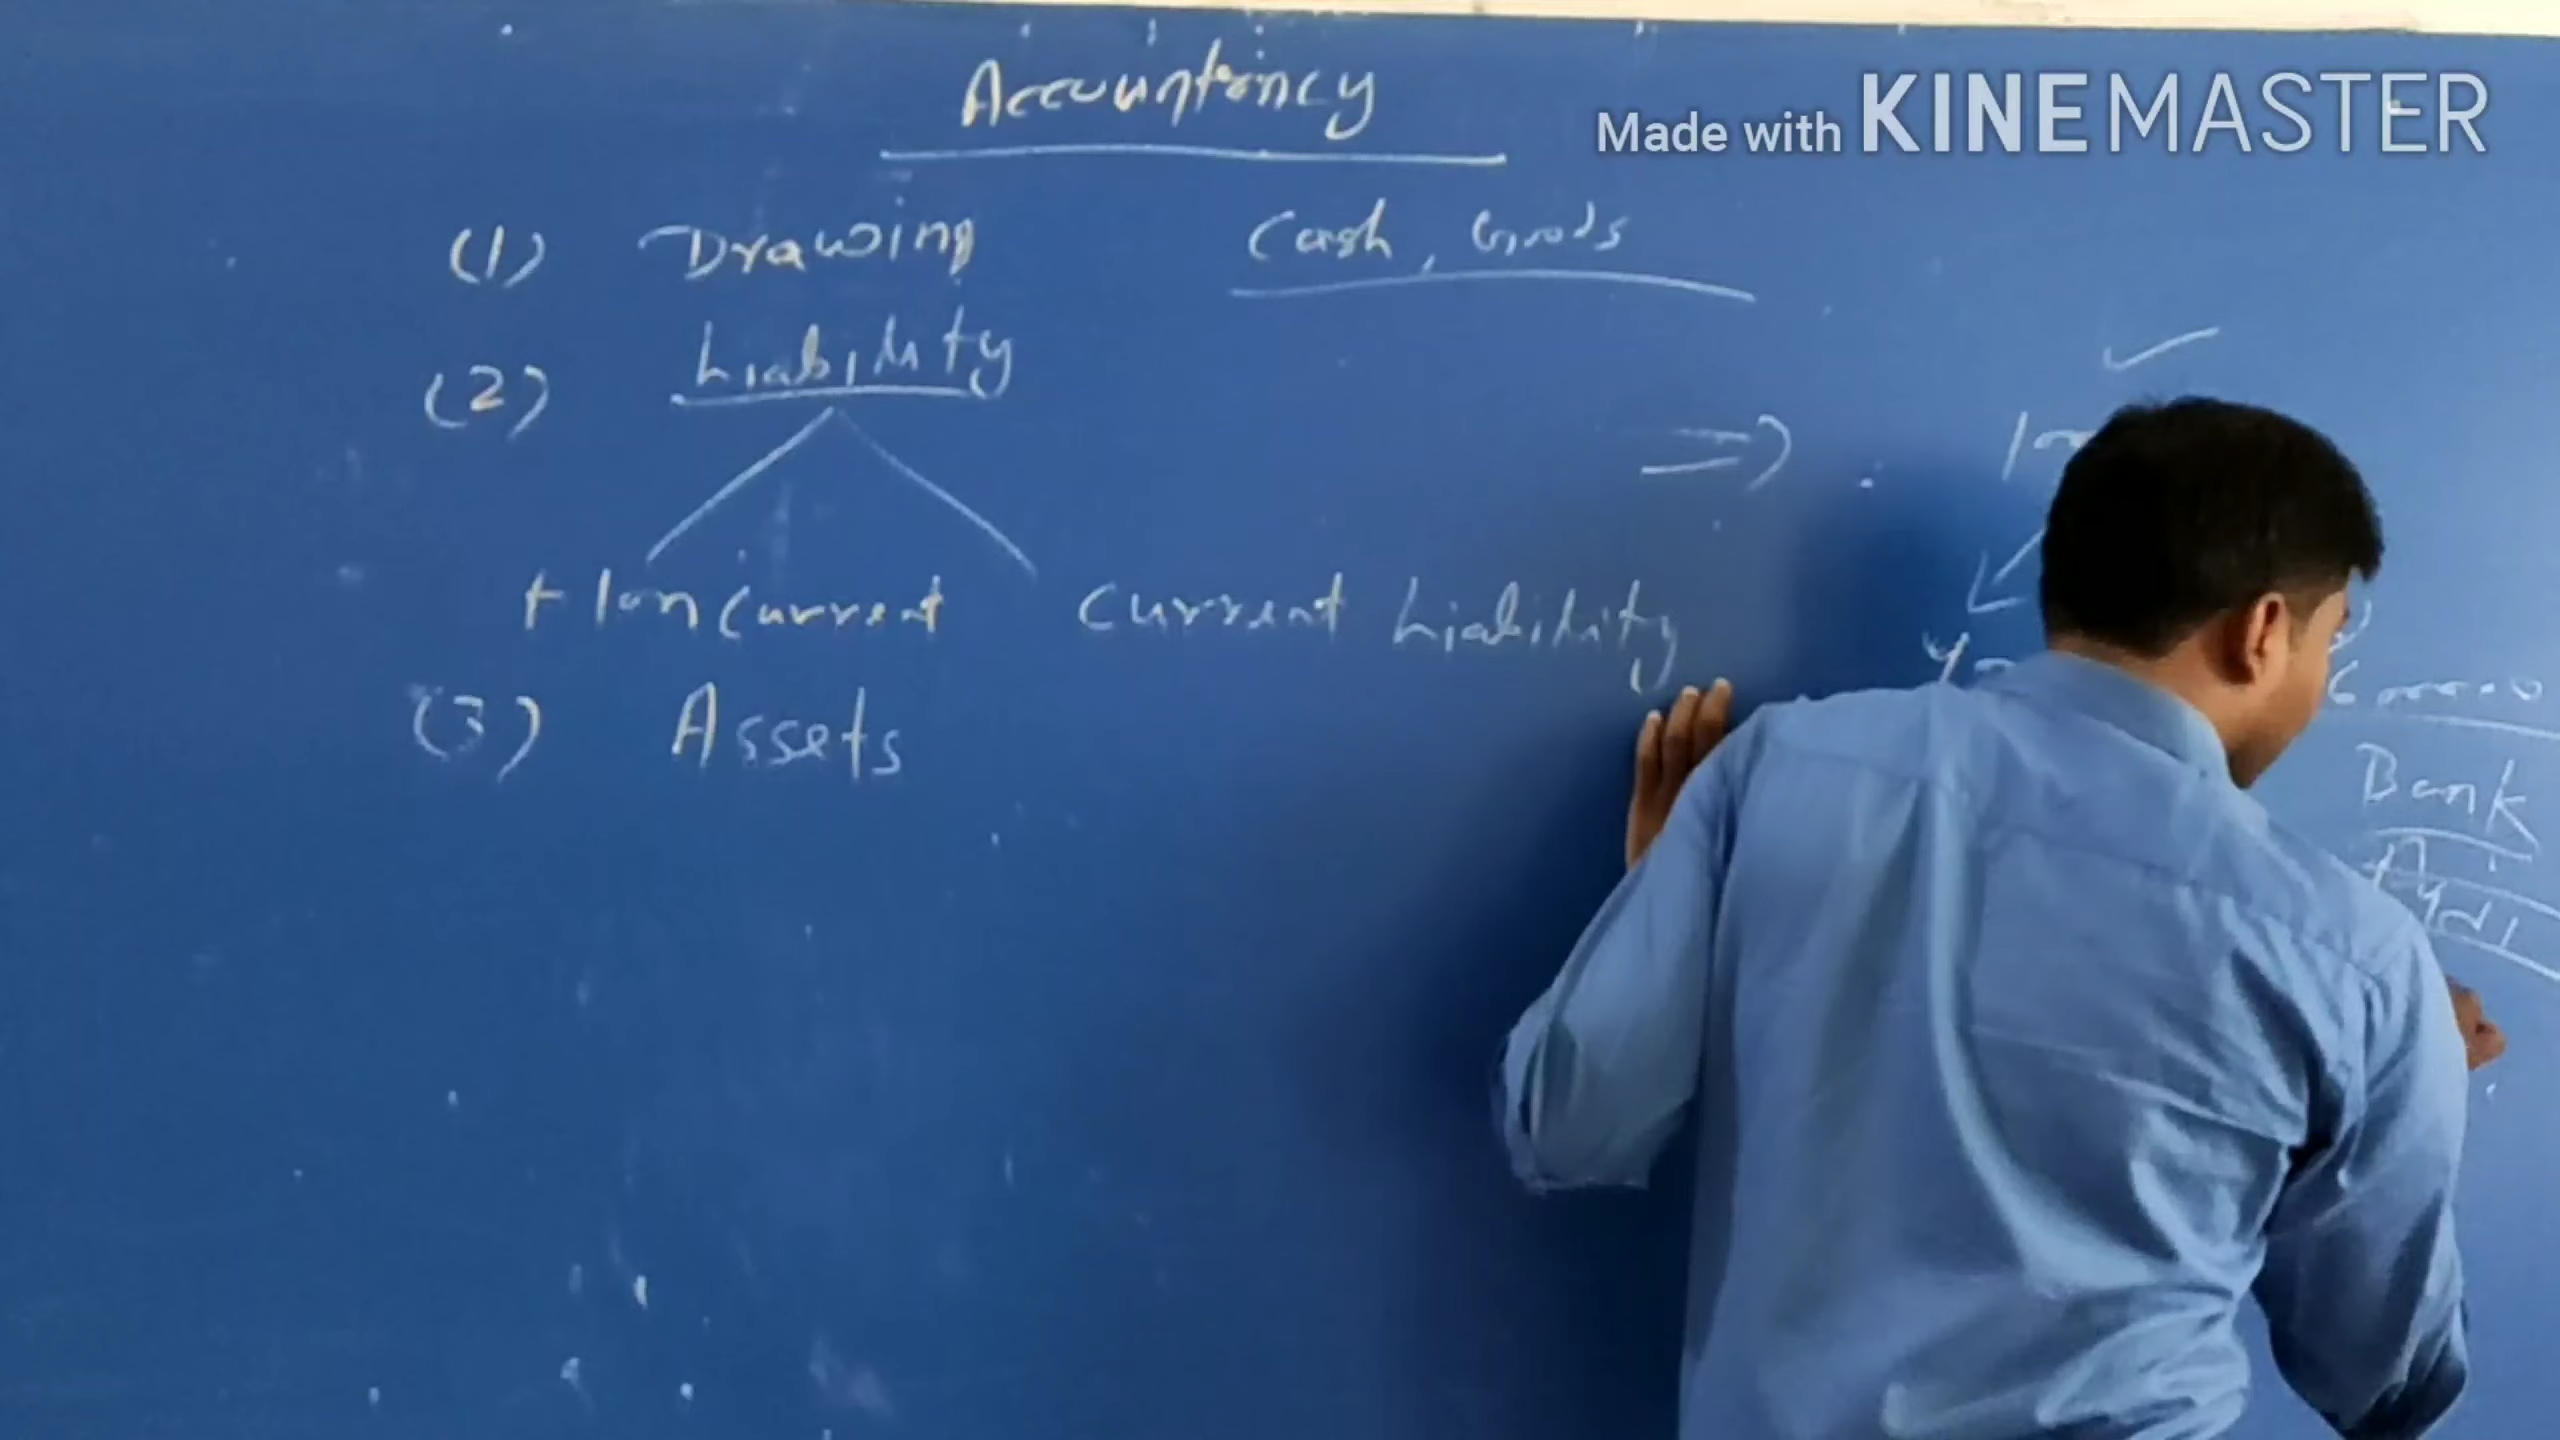 Accountancy
Made with KINEMASTER
(1) Drawing Cash, Goods
(2) Liability
Non Current Current Liability
(3) Assets
Bank